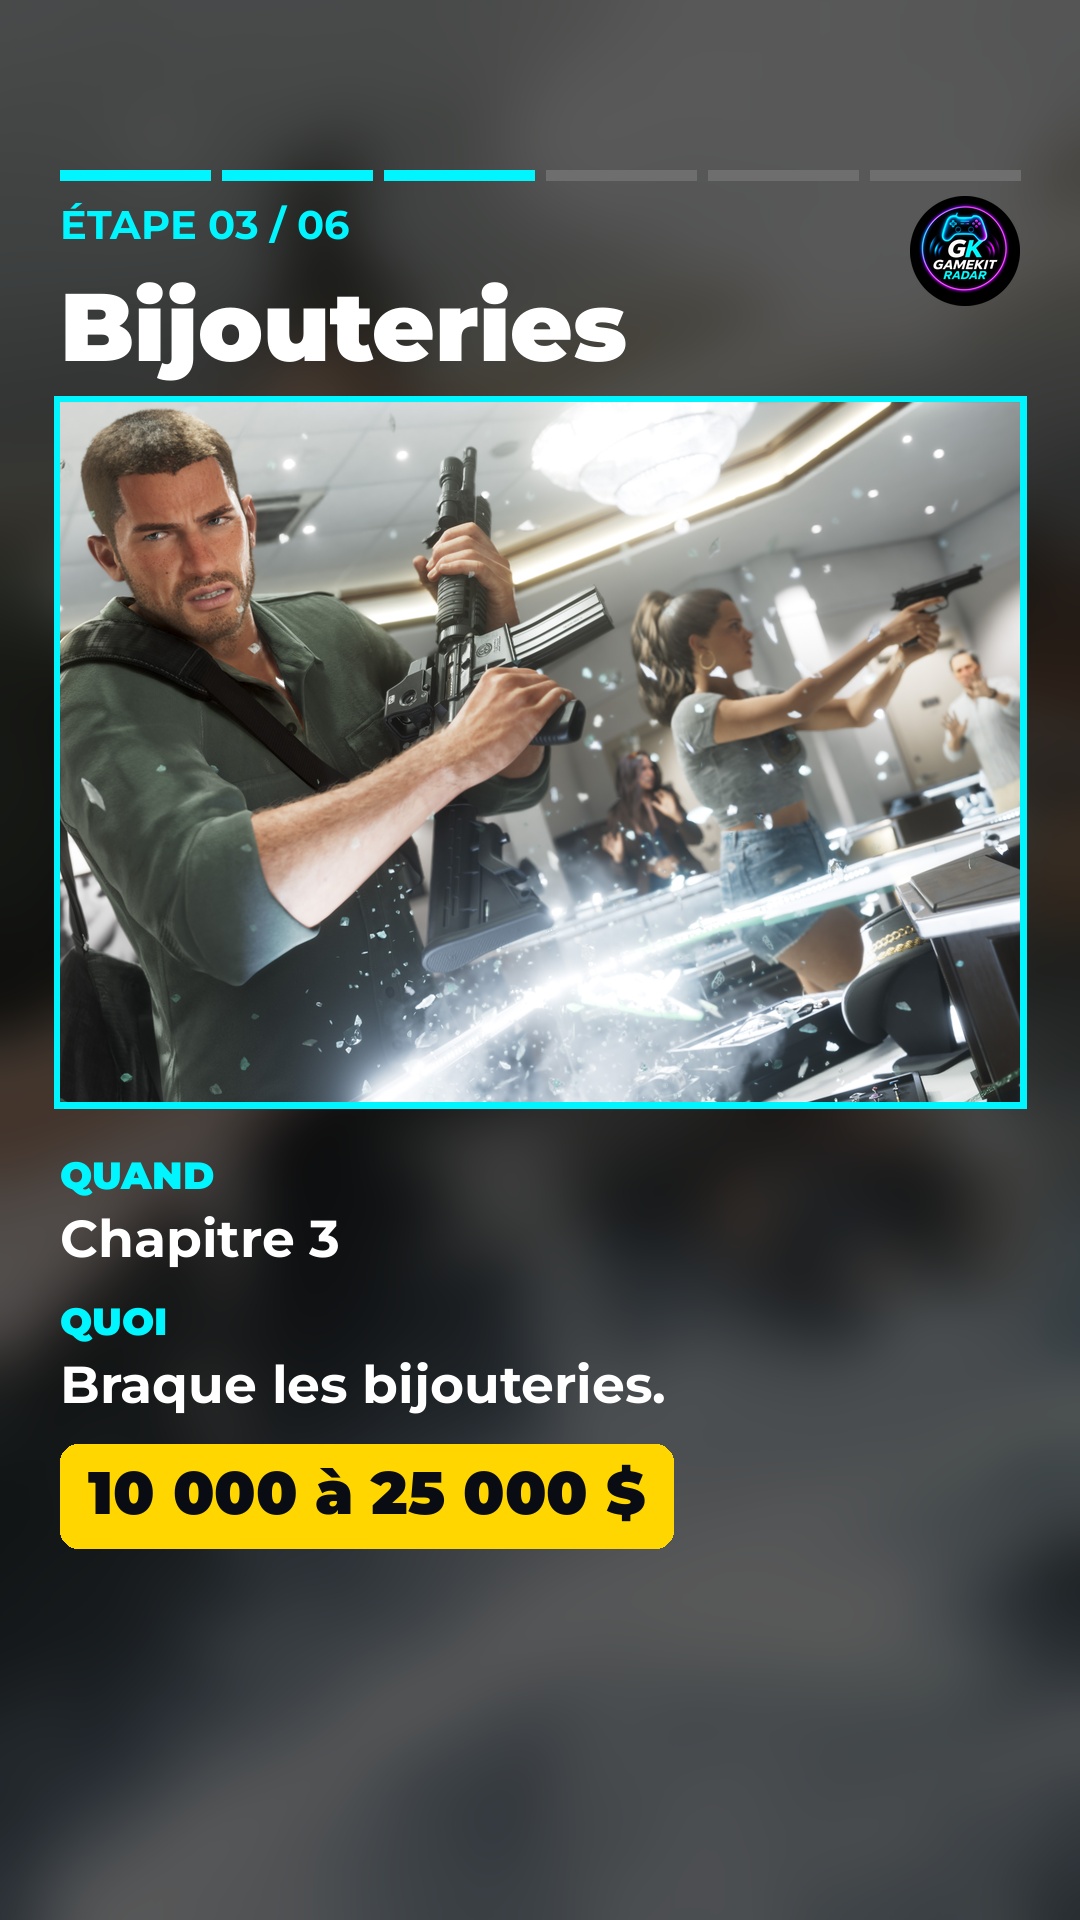 ÉTAPE 03 / 06
GK
GAMEKIT
RADAR
Bijouteries
QUAND
Chapitre 3
QUOI
Braque les bijouteries.
10 000 à 25 000 $